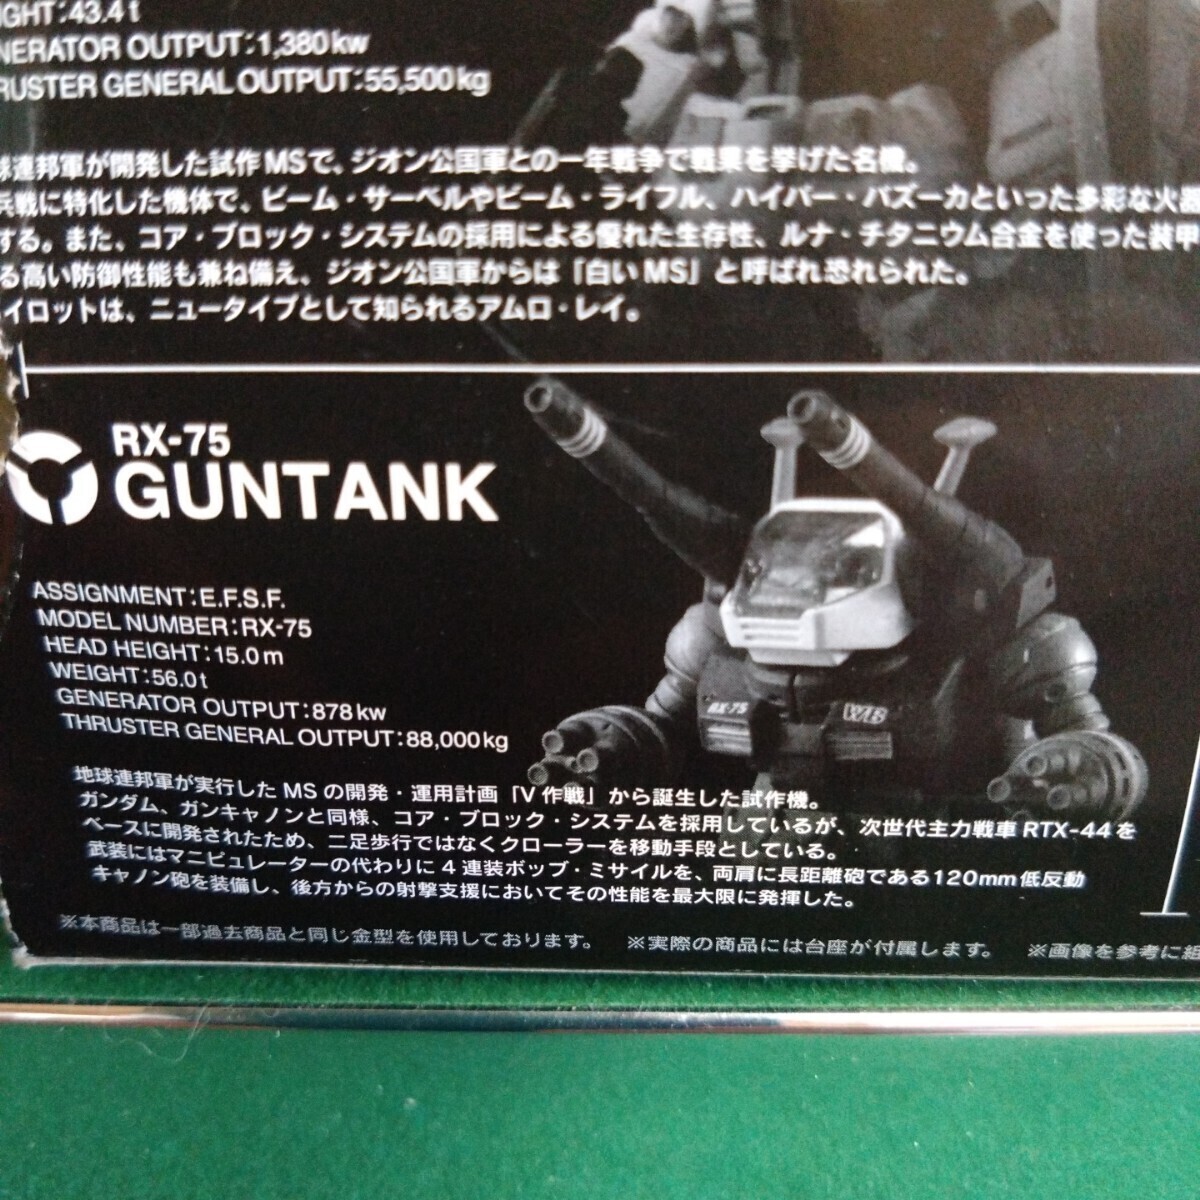 GHT:43.4t
NERATOR OUTPUT:1,380kw
RUSTER GENERAL OUTPUT:55,500kg
球連邦軍が開発した試作MSで、ジオン公国軍との一年戦争で戦果を挙げた名機。
兵戦に特化した機体で、ビーム・サーベルやビーム・ライフル、ハイパー・バズーカといった多彩な火器
する。また、コア・ブロック・システムの採用による優れた生存性、ルナ・チタニウム合金を使った装甲
る高い防御性能も兼ね備え、ジオン公国軍からは「白いMS」と呼ばれ恐れられた。
イロットは、ニュータイプとして知られるアムロ・レイ。
RX-75
GUNTANK
ASSIGNMENT:E.F.S.F.
MODEL NUMBER:RX-75
HEAD HEIGHT:15.0m
WEIGHT:56.0t
GENERATOR OUTPUT:878kw
THRUSTER GENERAL OUTPUT:88,000kg
RX-75
WB
地球連邦軍が実行したMSの開発・運用計画「V作戦」から誕生した試作機。
ガンダム、ガンキャノンと同様、コア・ブロック・システムを採用しているが、次世代主力戦車RTX-44を
ベースに開発されたため、二足歩行ではなくクローラーを移動手段としている。
武装にはマニピュレーターの代わりに4連装ポップ・ミサイルを、両肩に長距離砲である120mm低反動
キャノン砲を装備し、後方からの射撃支援においてその性能を最大限に発揮した。
※本商品は一部過去商品と同じ金型を使用しております。 ※実際の商品には台座が付属します。 ※画像を参考に組